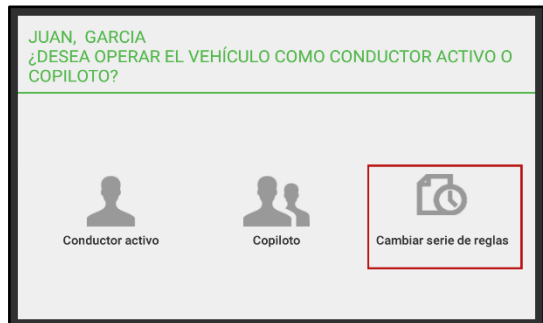 JUAN,  GARCIA
¿DESEA OPERAR EL VEHÍCULO COMO CONDUCTOR ACTIVO O
COPILOTO?
Conductor activo
Copiloto
Cambiar serie de reglas